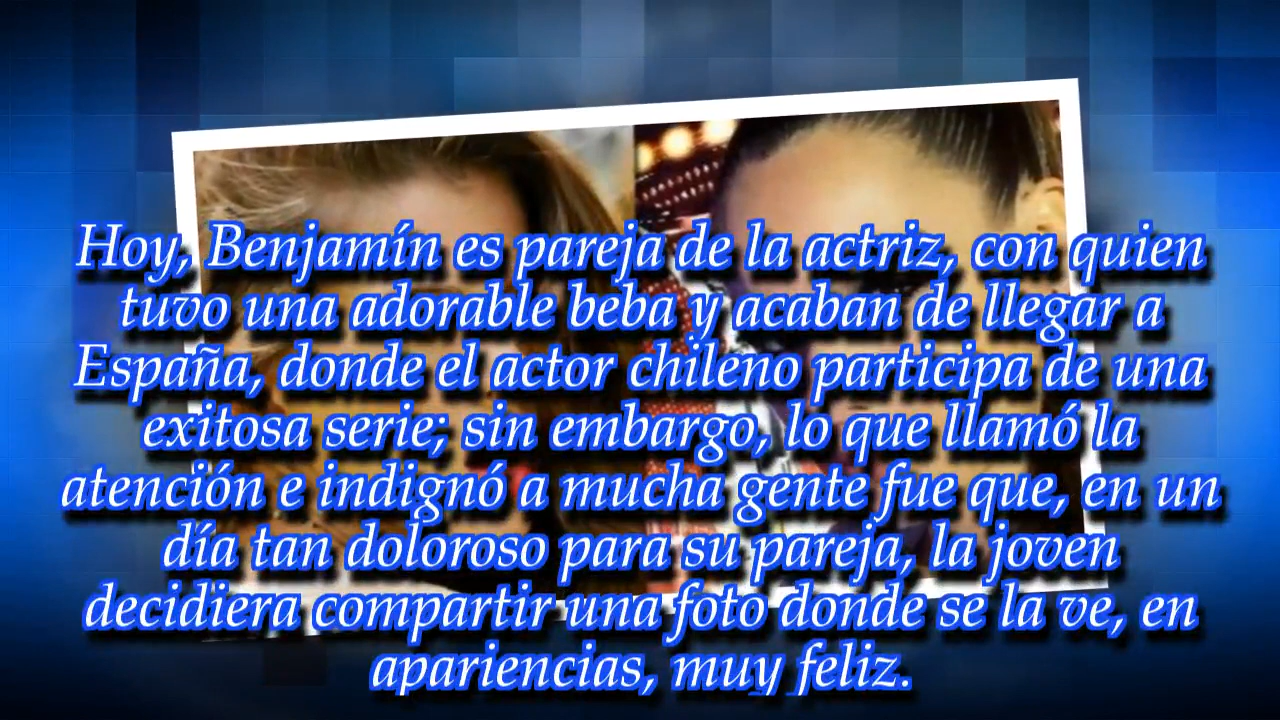 Hoy, Benjamín es pareja de la actriz, con quien
tuvo una adorable beba y acaban de llegar a
España, donde el actor chileno participa de una
exitosa serie; sin embargo, lo que llamó la
atención e indignó a mucha gente fue que, en un
día tan doloroso para su pareja, la joven
decidiera compartir una foto donde se la ve, en
apariencias, muy feliz.